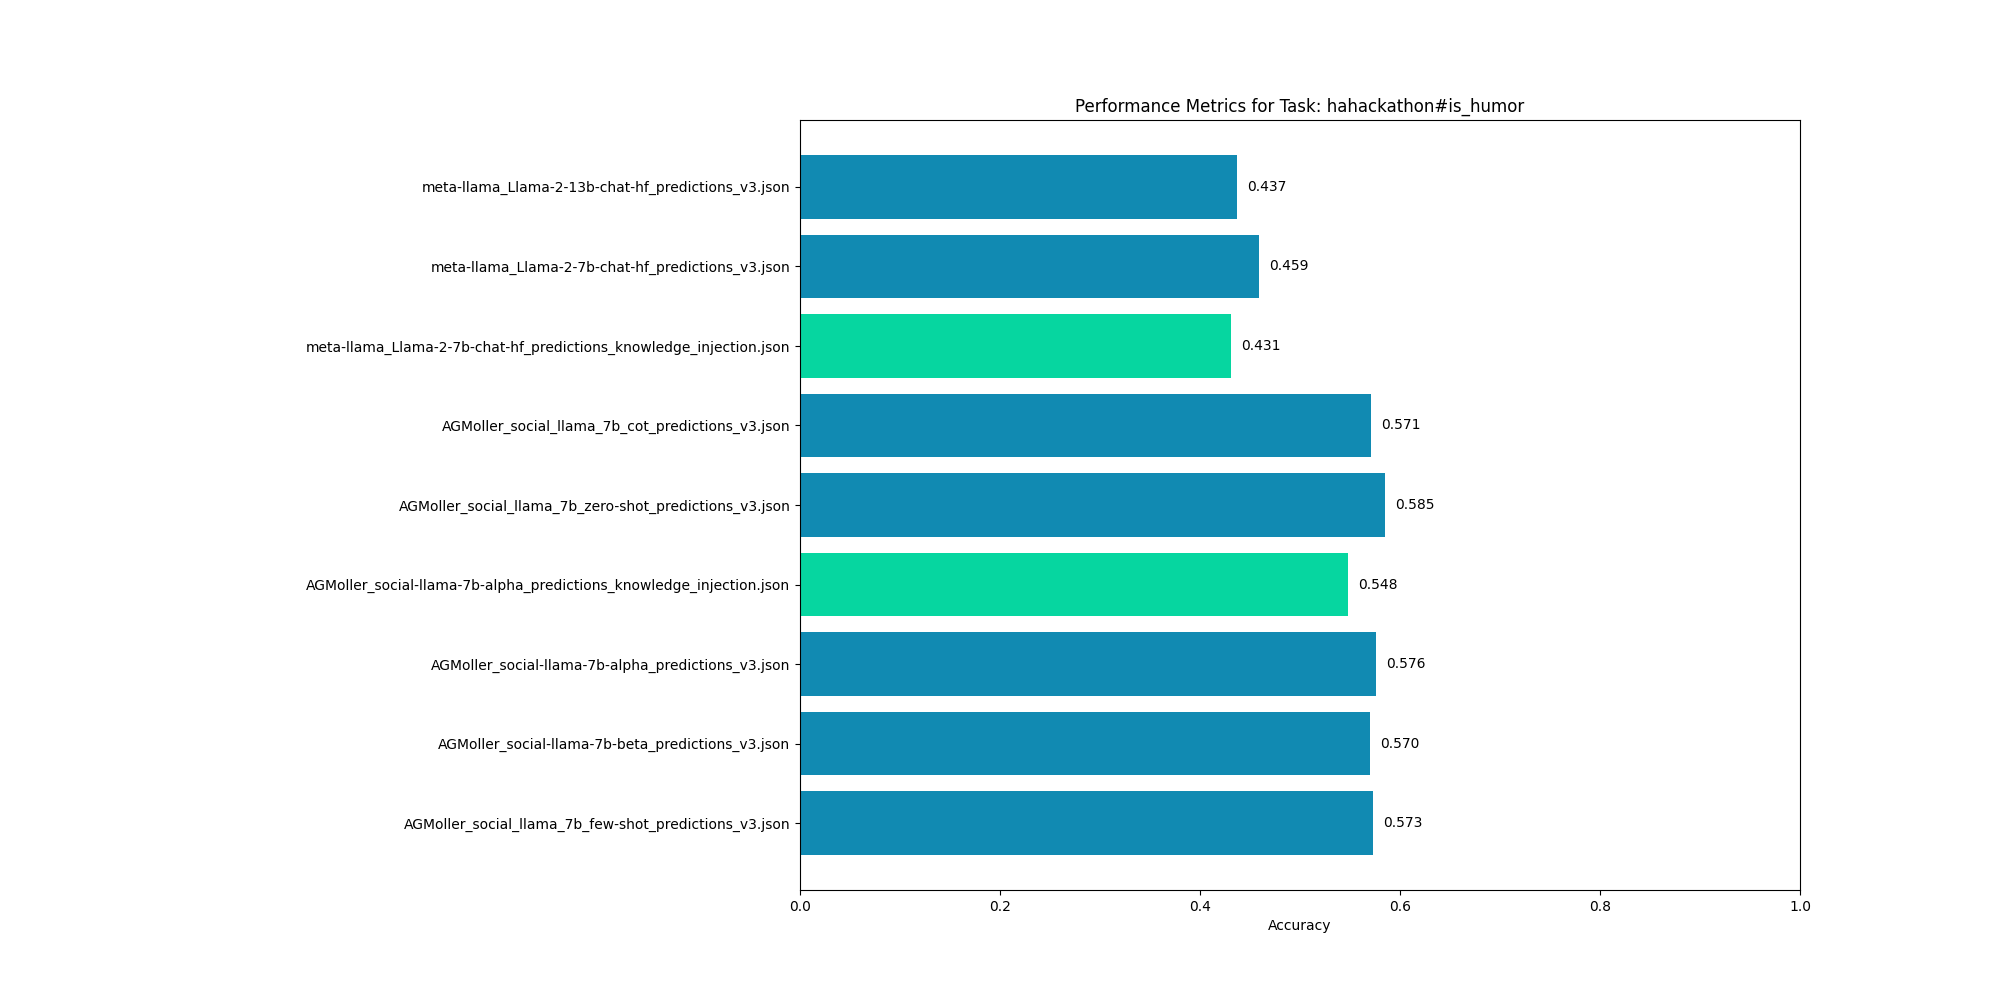 Performance Metrics for Task: hahackathon#is_humor
meta-llama_Llama-2-13b-chat-hf_predictions_v3.json
0.437
meta-llama_Llama-2-7b-chat-hf_predictions_v3.json
0.459
meta-llama_Llama-2-7b-chat-hf_predictions_knowledge_injection.json
0.431
AGMoller_social_llama_7b_cot_predictions_v3.json
0.571
AGMoller_social_llama_7b_zero-shot_predictions_v3.json
0.585
AGMoller_social-llama-7b-alpha_predictions_knowledge_injection.json
0.548
AGMoller_social-llama-7b-alpha_predictions_v3.json
0.576
AGMoller_social-llama-7b-beta_predictions_v3.json
0.570
AGMoller_social_llama_7b_few-shot_predictions_v3.json
0.573
0.0 0.2 0.4 0.6 0.8 1.0
Accuracy